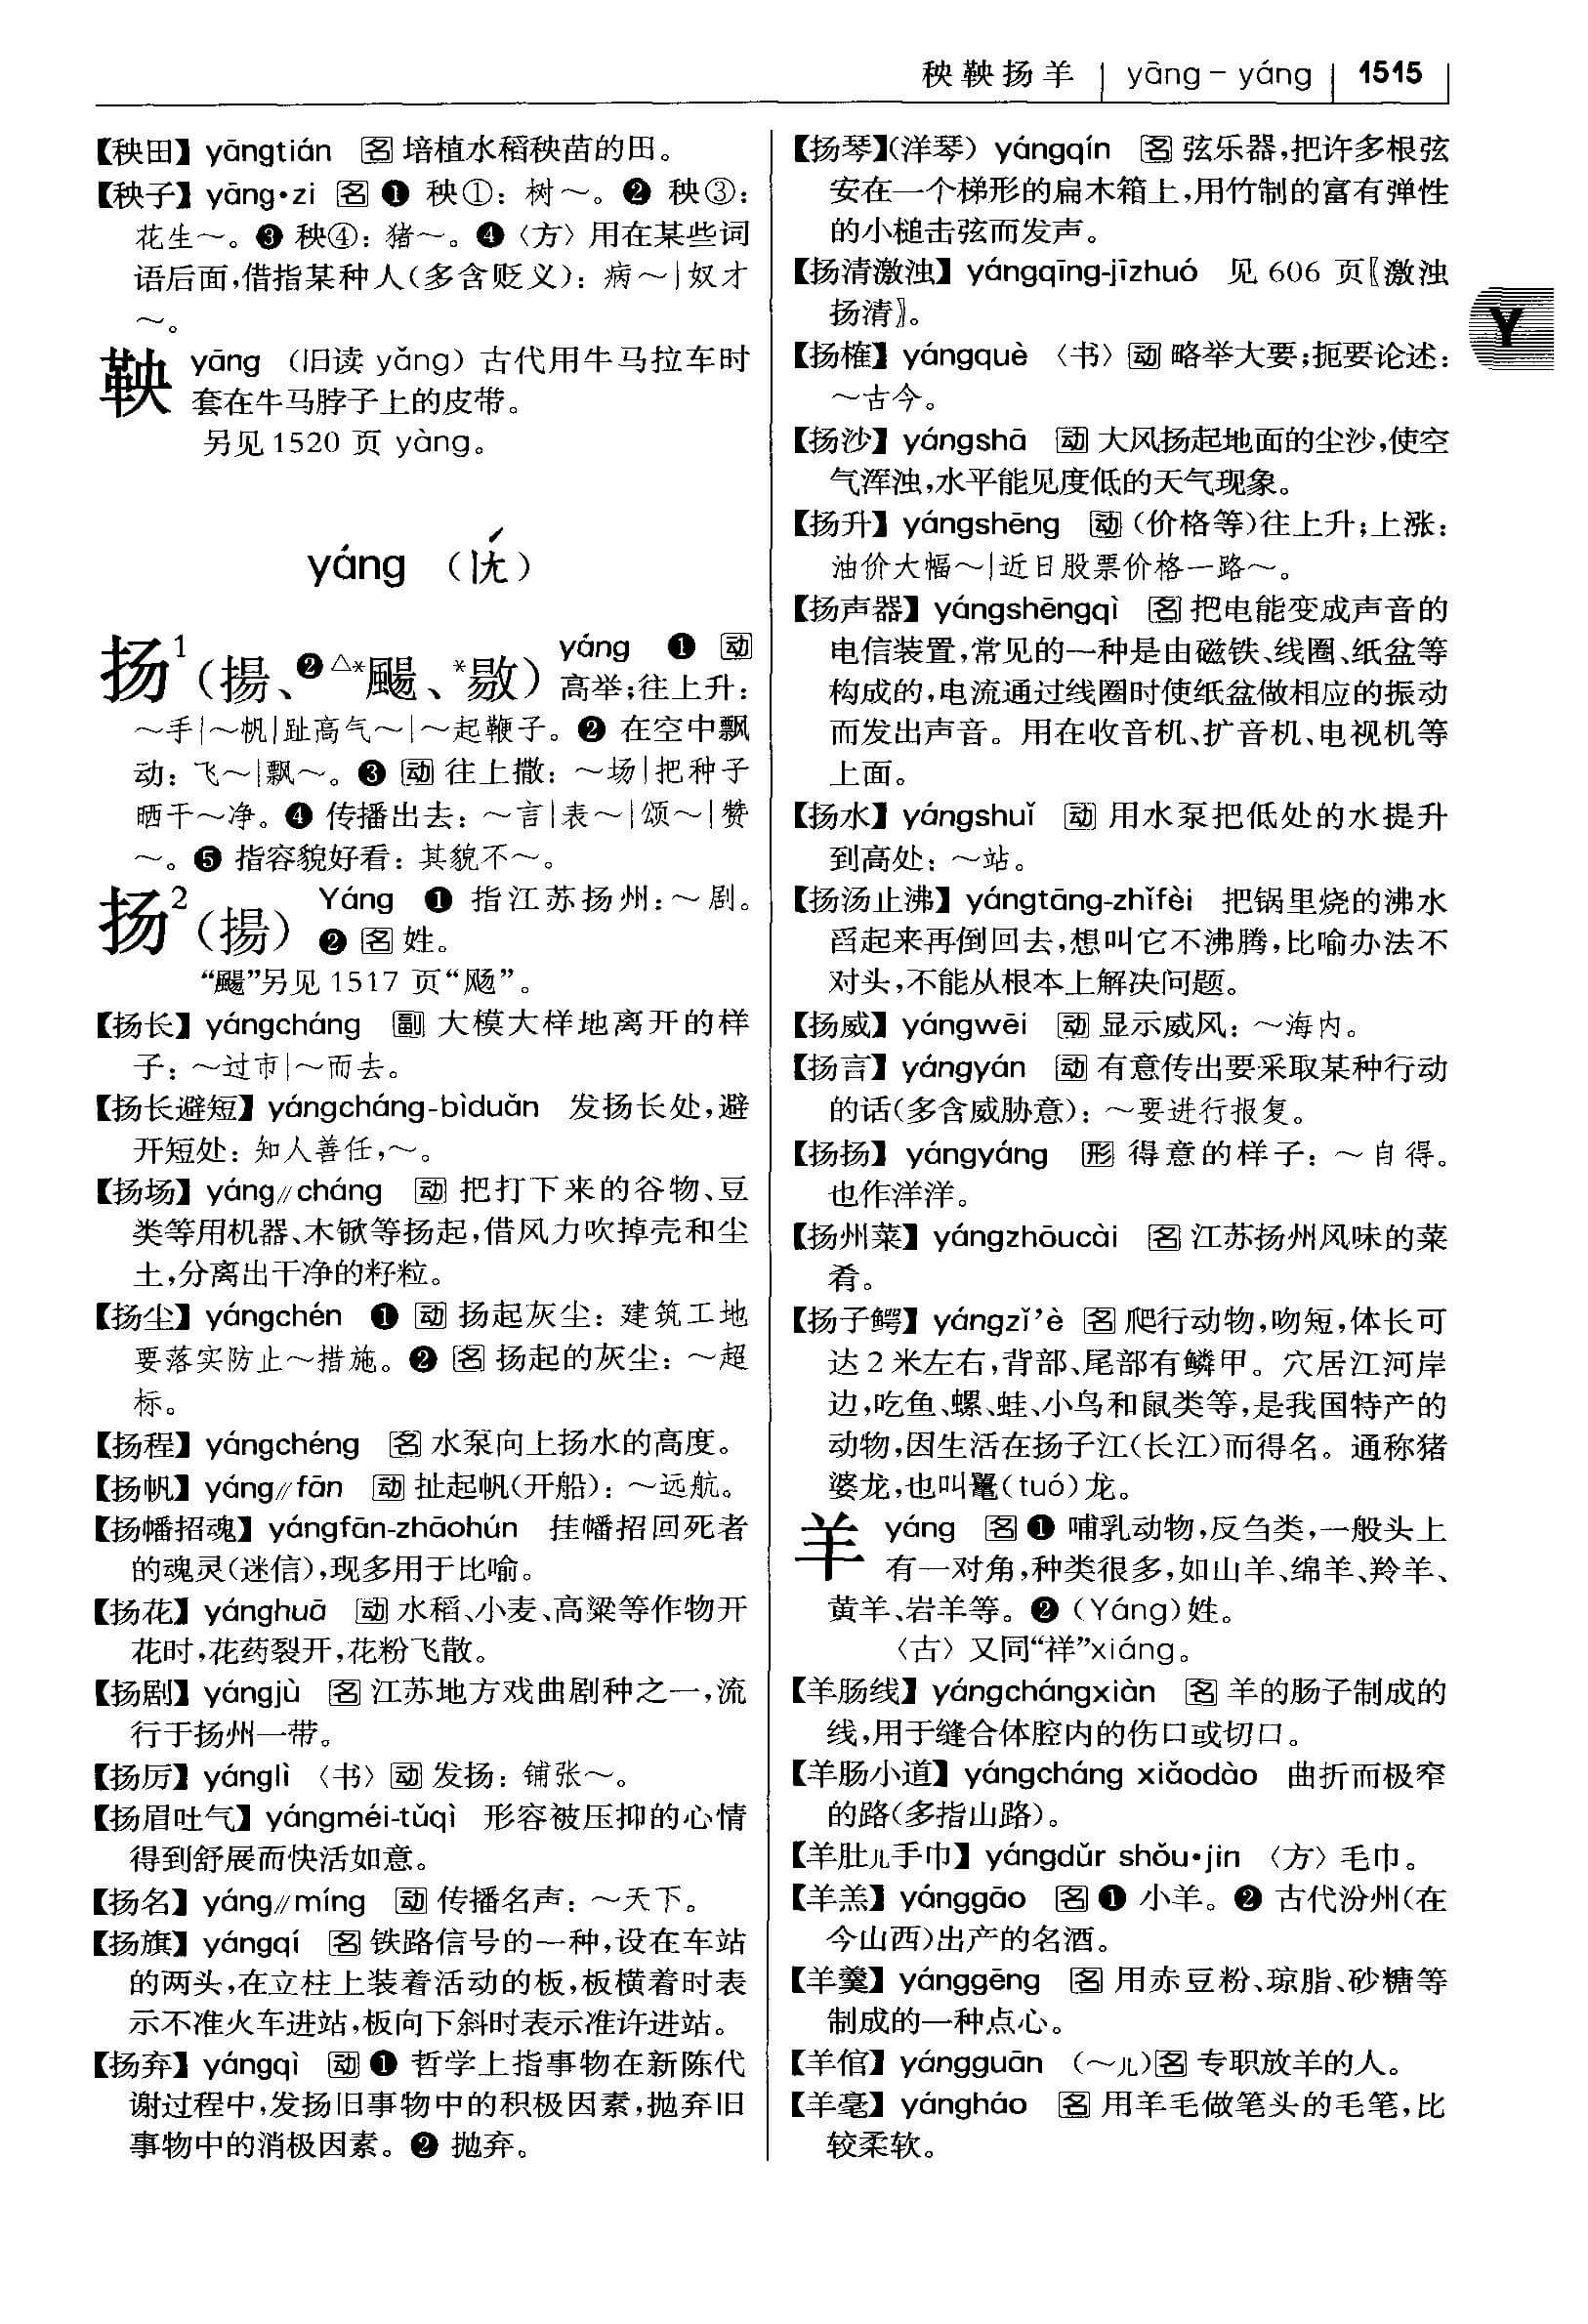 秧鞅扬羊 yāng – yáng 1515
【秧田】 yāngtián 名 培植水稻秧苗的田。
【秧子】 yāng•zi 名 ❶ 秧①：树～。❷ 秧③：
花生～。❸ 秧④：猪～。❹〈方〉用在某些词
语后面，借指某种人（多含贬义）：病～|奴才
～。
鞅 yāng （旧读 yǎng）古代用牛马拉车时
套在牛马脖子上的皮带。
另见 1520 页 yàng。
yáng （ㄧㄤˊ）
扬¹（揚、❷△*颺、*敭） yáng ❶ 动
高举；往上升：
～手|～帆|趾高气～|～起鞭子。❷ 在空中飘
动：飞～|飘～。❸ 动 往上撒：～场|把种子
晒干～净。❹ 传播出去：～言|表～|颂～|赞
～。❺ 指容貌好看：其貌不～。
扬²（揚） Yáng ❶ 指江苏扬州：～剧。
❷ 名 姓。
“颺”另见 1517 页“飏”。
【扬长】 yángcháng 副 大模大样地离开的样
子：～过市|～而去。
【扬长避短】 yángcháng-bìduǎn 发扬长处，避
开短处：知人善任，～。
【扬场】 yáng∥cháng 动 把打下来的谷物、豆
类等用机器、木锨等扬起，借风力吹掉壳和尘
土，分离出干净的籽粒。
【扬尘】 yángchén ❶ 动 扬起灰尘：建筑工地
要落实防止～措施。❷ 名 扬起的灰尘：～超
标。
【扬程】 yángchéng 名 水泵向上扬水的高度。
【扬帆】 yáng∥fān 动 扯起帆（开船）：～远航。
【扬幡招魂】 yángfān-zhāohún 挂幡招回死者
的魂灵（迷信），现多用于比喻。
【扬花】 yánghuā 动 水稻、小麦、高粱等作物开
花时，花药裂开，花粉飞散。
【扬剧】 yángjù 名 江苏地方戏曲剧种之一，流
行于扬州一带。
【扬厉】 yánglì 〈书〉动 发扬：铺张～。
【扬眉吐气】 yángméi-tǔqì 形容被压抑的心情
得到舒展而快活如意。
【扬名】 yáng∥míng 动 传播名声：～天下。
【扬旗】 yángqí 名 铁路信号的一种，设在车站
的两头，在立柱上装着活动的板，板横着时表
示不准火车进站，板向下斜时表示准许进站。
【扬弃】 yángqì 动 ❶ 哲学上指事物在新陈代
谢过程中，发扬旧事物中的积极因素，抛弃旧
事物中的消极因素。❷ 抛弃。
【扬琴】（洋琴） yángqín 名 弦乐器，把许多根弦
安在一个梯形的扁木箱上，用竹制的富有弹性
的小槌击弦而发声。
【扬清激浊】 yángqīng-jīzhuó 见 606 页〖激浊
扬清〗。
【扬榷】 yángquè 〈书〉动 略举大要；扼要论述：
～古今。
【扬沙】 yángshā 动 大风扬起地面的尘沙，使空
气浑浊，水平能见度低的天气现象。
【扬升】 yángshēng 动（价格等）往上升；上涨：
油价大幅～|近日股票价格一路～。
【扬声器】 yángshēngqì 名 把电能变成声音的
电信装置，常见的一种是由磁铁、线圈、纸盆等
构成的，电流通过线圈时使纸盆做相应的振动
而发出声音。用在收音机、扩音机、电视机等
上面。
【扬水】 yángshuǐ 动 用水泵把低处的水提升
到高处：～站。
【扬汤止沸】 yángtāng-zhǐfèi 把锅里烧的沸水
舀起来再倒回去，想叫它不沸腾，比喻办法不
对头，不能从根本上解决问题。
【扬威】 yángwēi 动 显示威风：～海内。
【扬言】 yángyán 动 有意传出要采取某种行动
的话（多含威胁意）：～要进行报复。
【扬扬】 yángyáng 形 得意的样子：～自得。
也作洋洋。
【扬州菜】 yángzhōucài 名 江苏扬州风味的菜
肴。
【扬子鳄】 yángzǐ’è 名 爬行动物，吻短，体长可
达 2 米左右，背部、尾部有鳞甲。穴居江河岸
边，吃鱼、螺、蛙、小鸟和鼠类等，是我国特产的
动物，因生活在扬子江（长江）而得名。通称猪
婆龙，也叫鼍（tuó）龙。
羊 yáng 名 ❶ 哺乳动物，反刍类，一般头上
有一对角，种类很多，如山羊、绵羊、羚羊、
黄羊、岩羊等。❷（Yáng）姓。
〈古〉又同“祥”xiáng。
【羊肠线】 yángchángxiàn 名 羊的肠子制成的
线，用于缝合体腔内的伤口或切口。
【羊肠小道】 yángcháng xiǎodào 曲折而极窄
的路（多指山路）。
【羊肚儿手巾】 yángdǔr shǒu•jin 〈方〉毛巾。
【羊羔】 yánggāo 名 ❶ 小羊。❷ 古代汾州（在
今山西）出产的名酒。
【羊羹】 yánggēng 名 用赤豆粉、琼脂、砂糖等
制成的一种点心。
【羊倌】 yángguān （～儿）名 专职放羊的人。
【羊毫】 yángháo 名 用羊毛做笔头的毛笔，比
较柔软。
Y